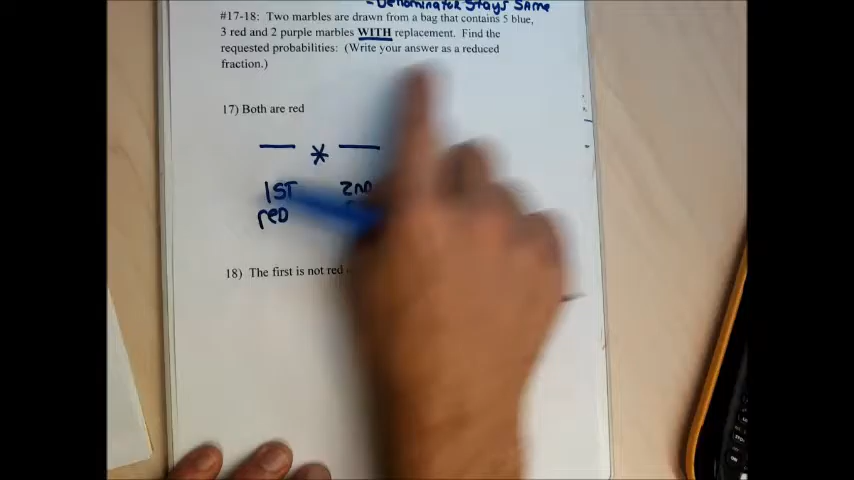 - Denominator Stays Same
#17-18: Two marbles are drawn from a bag that contains 5 blue,
3 red and 2 purple marbles WITH replacement. Find the
requested probabilities: (Write your answer as a reduced
fraction.)
17) Both are red
*
1ST 2ND
reD
18) The first is not red